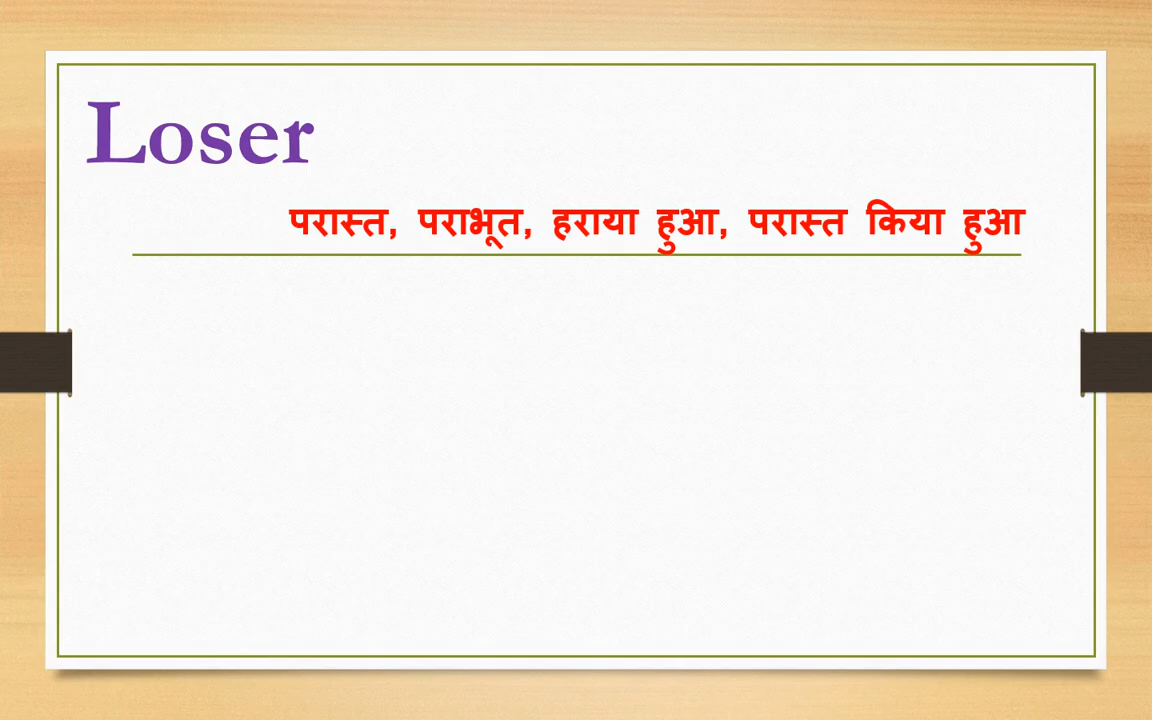 Loser
परास्त, पराभूत, हराया हुआ, परास्त किया हुआ